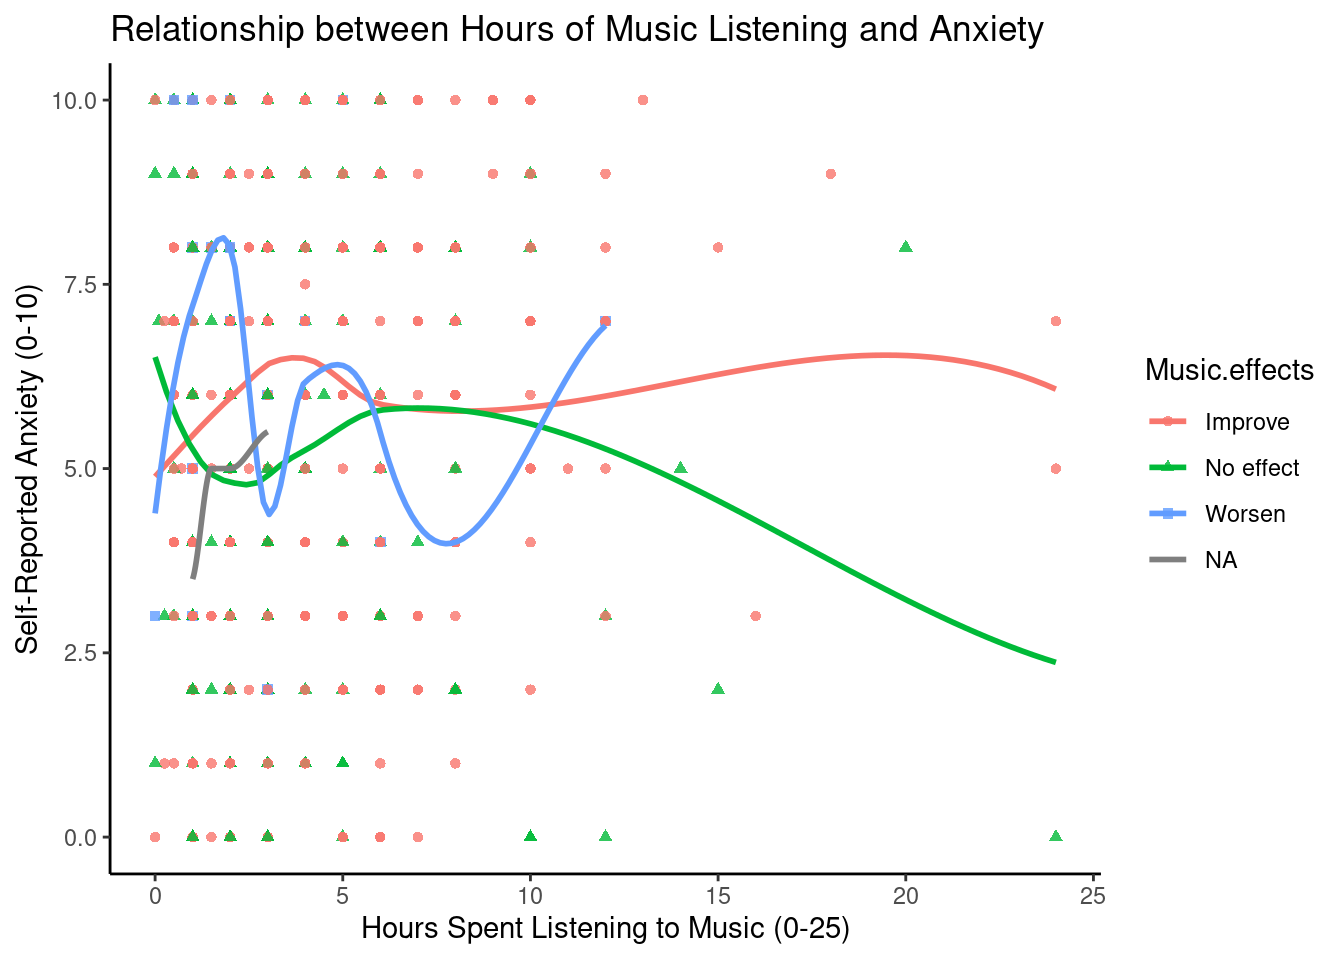 Relationship between Hours of Music Listening and Anxiety
10.0
7.5
5.0
2.5
0.0
Self-Reported Anxiety (0-10)
0 5 10 15 20 25
Hours Spent Listening to Music (0-25)
Music.effects
Improve
No effect
Worsen
NA